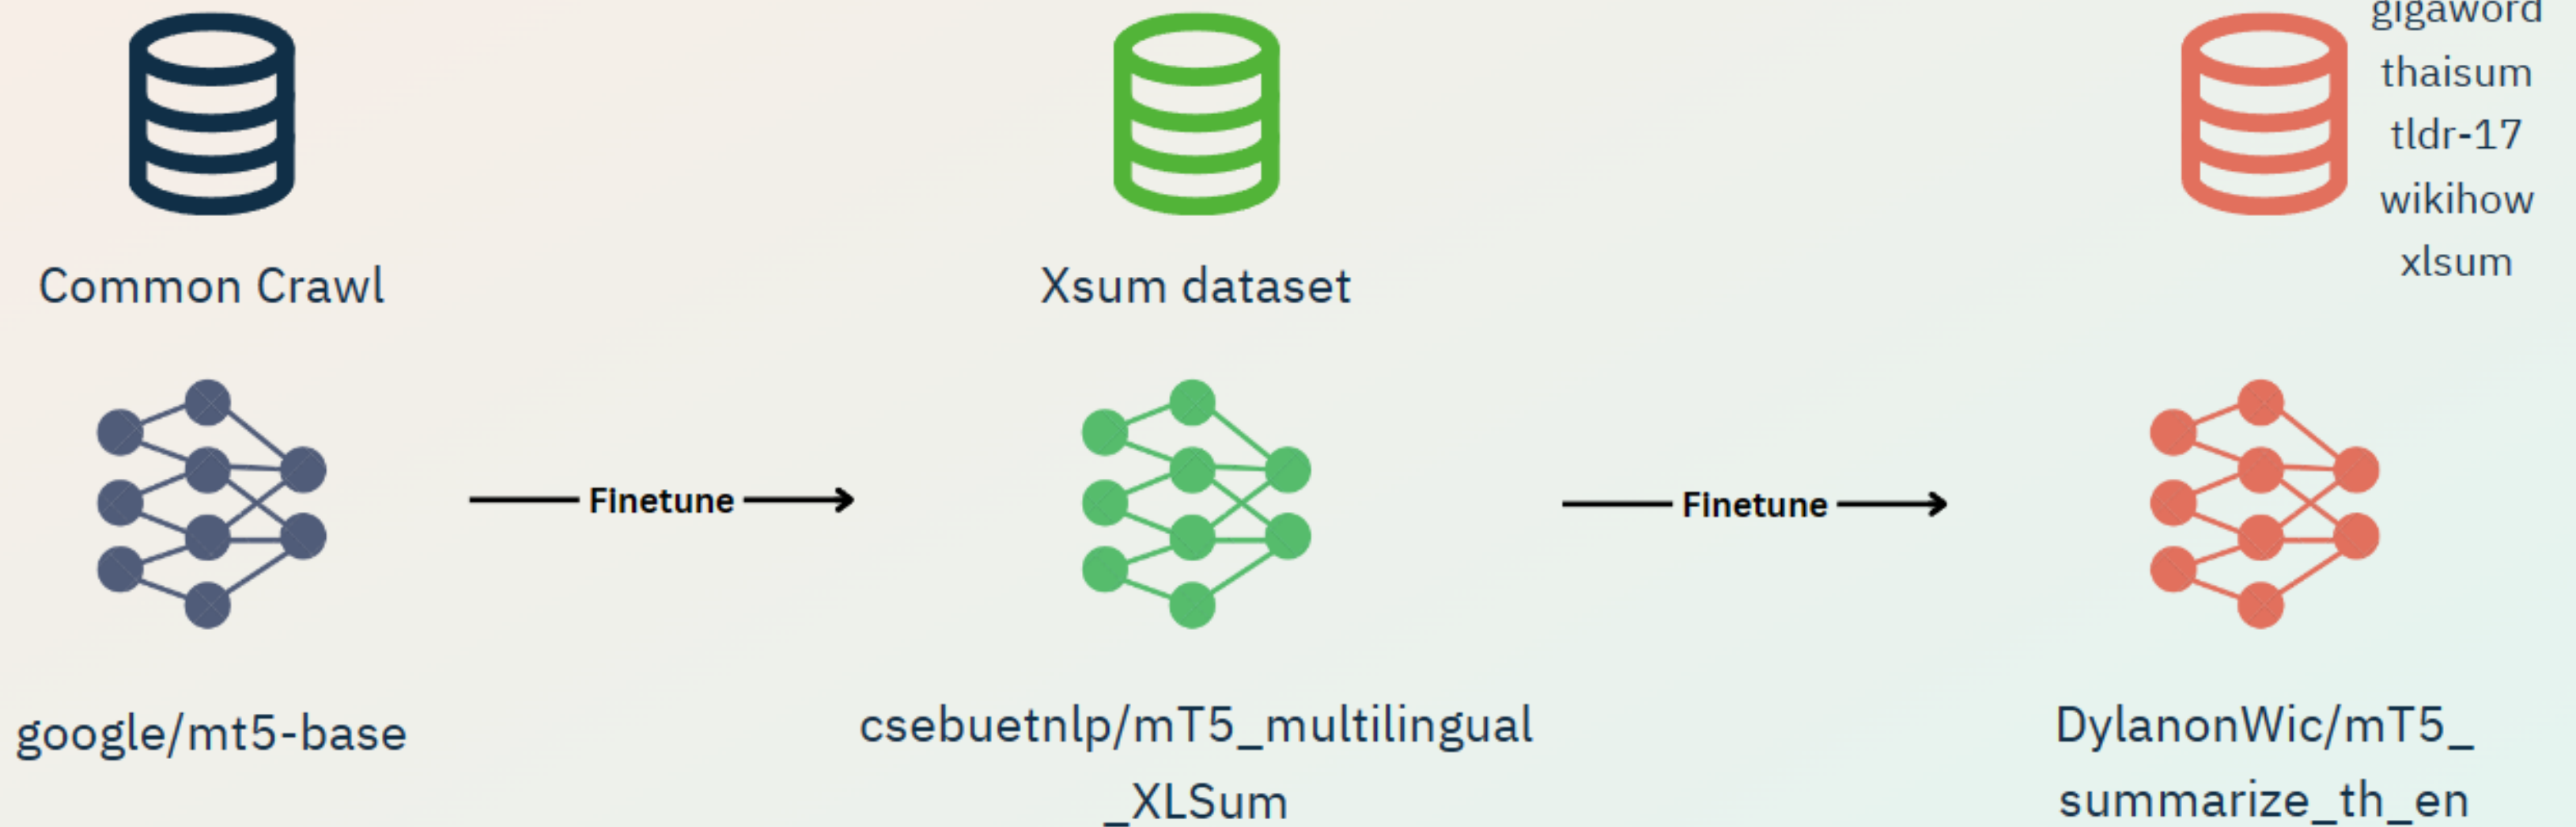 gigaword
thaisum
tldr-17
wikihow
xlsum
Common Crawl
Xsum dataset
Finetune
Finetune
google/mt5-base
csebuetnlp/mT5_multilingual
_XLSum
DylanonWic/mT5_
summarize_th_en